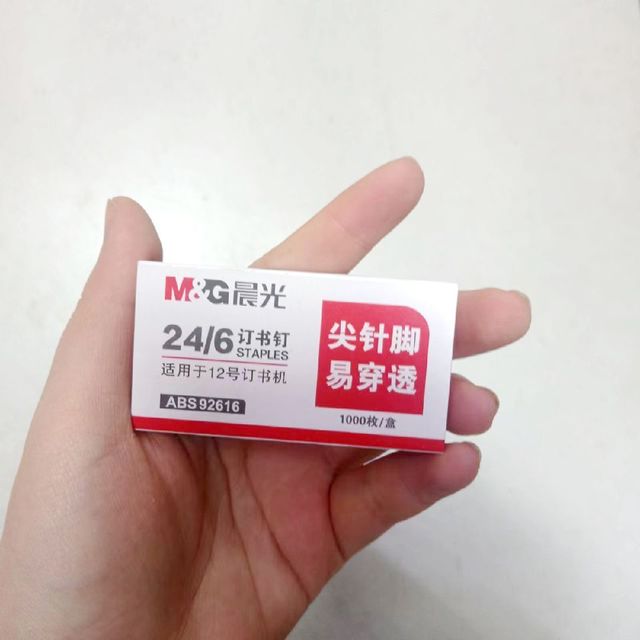 M&G晨光
24/6 订书钉
STAPLES
适用于12号订书机
ABS92616
尖针脚
易穿透
1000枚/盒